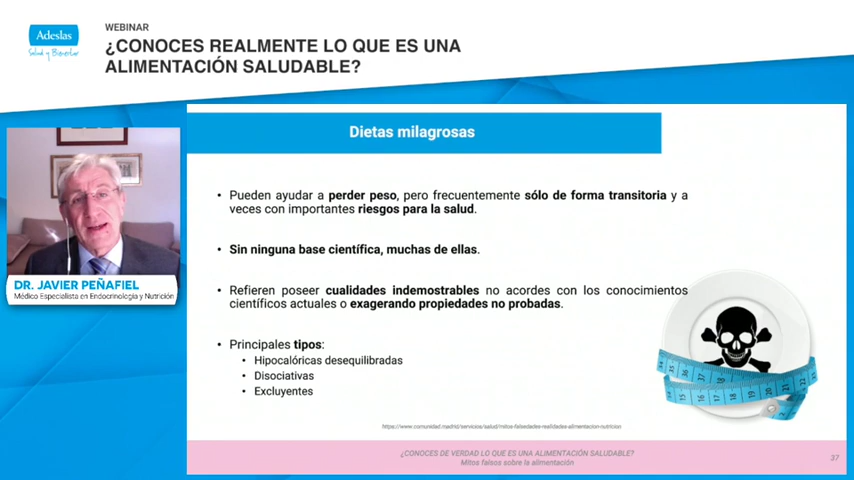 Adeslas
Salud y Bienestar
WEBINAR
¿CONOCES REALMENTE LO QUE ES UNA
ALIMENTACIÓN SALUDABLE?
Dietas milagrosas
• Pueden ayudar a perder peso, pero frecuentemente sólo de forma transitoria y a
veces con importantes riesgos para la salud.
• Sin ninguna base científica, muchas de ellas.
• Refieren poseer cualidades indemostrables no acordes con los conocimientos
científicos actuales o exagerando propiedades no probadas.
• Principales tipos:
• Hipocalóricas desequilibradas
• Disociativas
• Excluyentes
DR. JAVIER PEÑAFIEL
Médico Especialista en Endocrinología y Nutrición
https://www.comunidad.madrid/servicios/salud/mitos-falsedades-realidades-alimentacion-nutricion
¿CONOCES DE VERDAD LO QUE ES UNA ALIMENTACIÓN SALUDABLE?
Mitos falsos sobre la alimentación
37